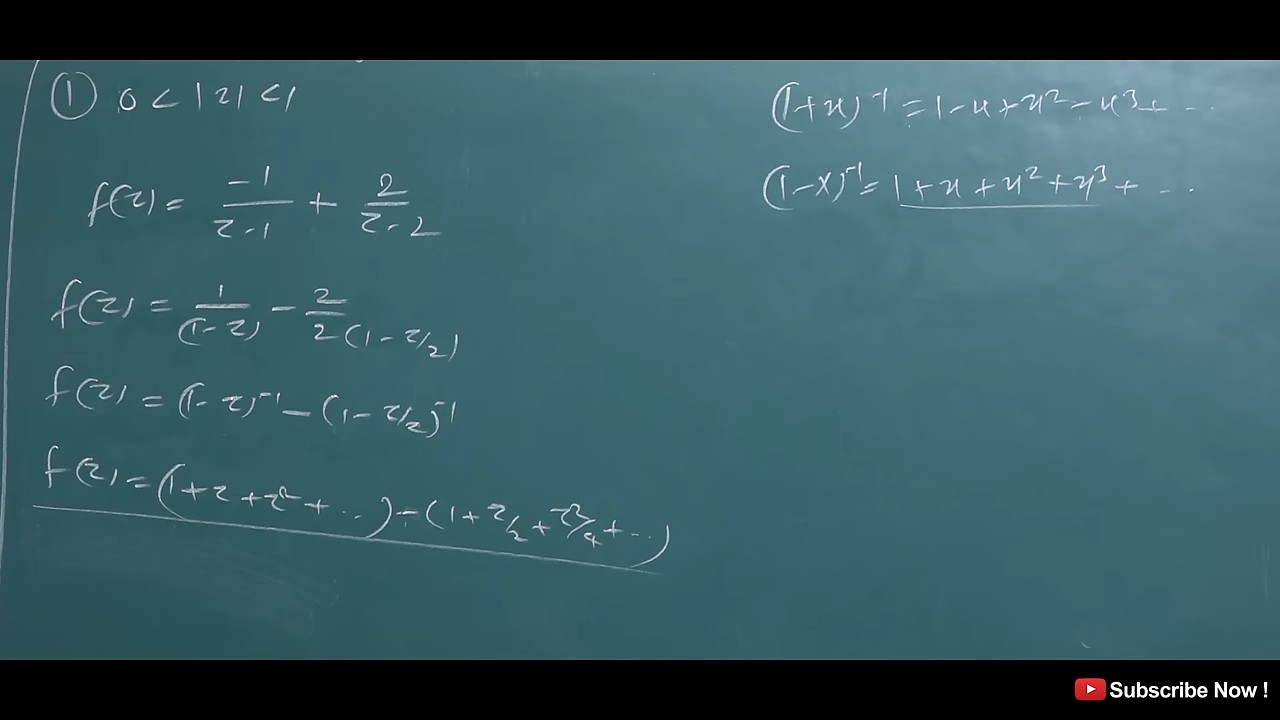 ① 0 < |z| < 1
f(z) = -1/(z-1) + 2/(z-2)
f(z) = 1/(1-z) - 2/2(1-z/2)
f(z) = (1-z)⁻¹ - (1-z/2)⁻¹
f(z) = (1+z+z²+...) - (1+z/2+z²/4+...)
(1+x)⁻¹ = 1-x+x²-x³+...
(1-x)⁻¹ = 1+x+x²+x³+...
Subscribe Now !